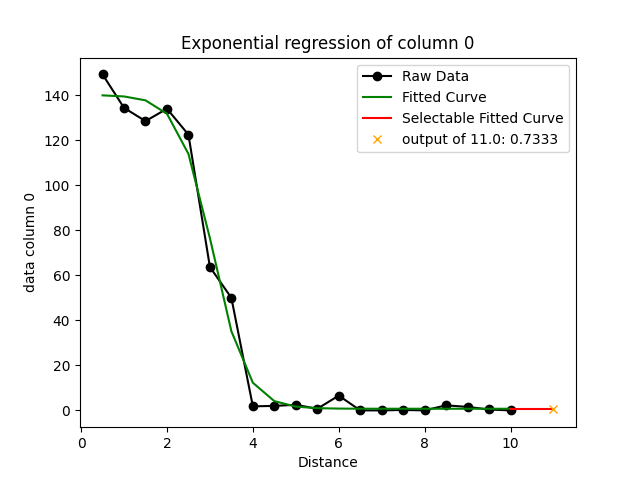 Exponential regression of column 0
Raw Data
Fitted Curve
Selectable Fitted Curve
output of 11.0: 0.7333
140
120
100
80
60
40
20
0
data column 0
0 2 4 6 8 10
Distance